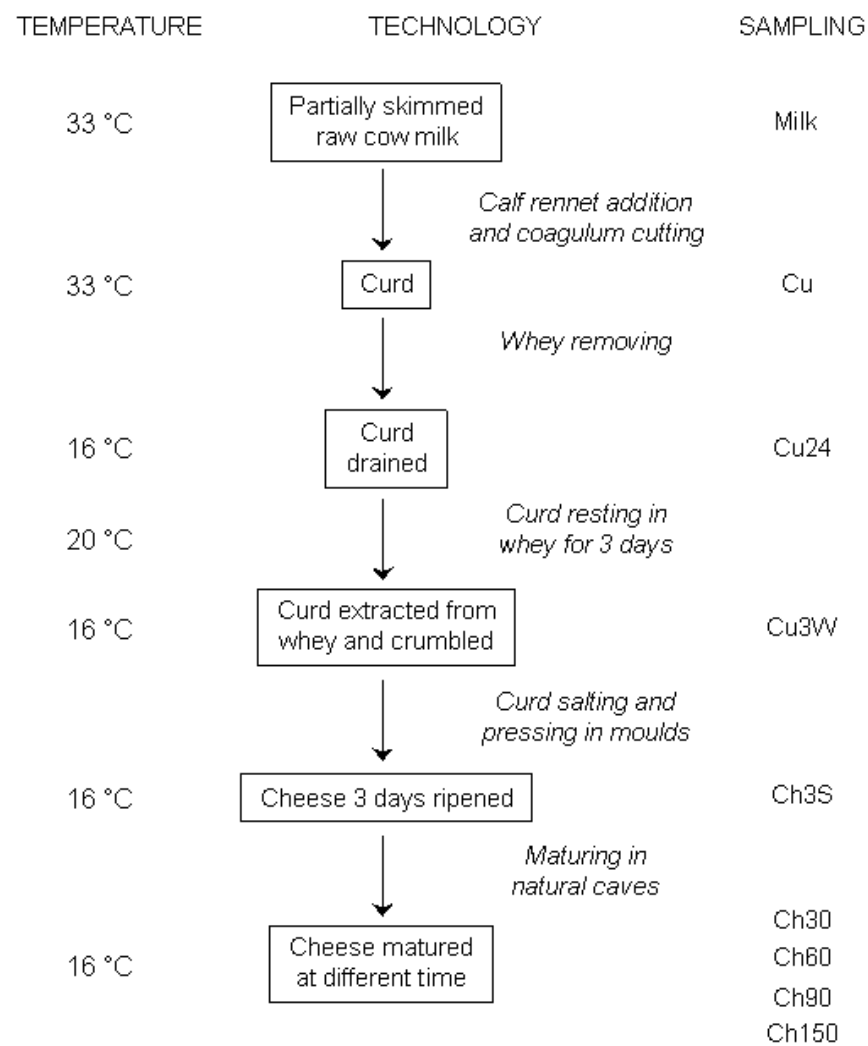 TEMPERATURE TECHNOLOGY SAMPLING
33 °C
Partially skimmed
raw cow milk
Milk
Calf rennet addition
and coagulum cutting
33 °C
Curd
Cu
Whey removing
16 °C
Curd
drained
Cu24
20 °C
Curd resting in
whey for 3 days
16 °C
Curd extracted from
whey and crumbled
Cu3W
Curd salting and
pressing in moulds
16 °C
Cheese 3 days ripened
Ch3S
Maturing in
natural caves
16 °C
Cheese matured
at different time
Ch30
Ch60
Ch90
Ch150